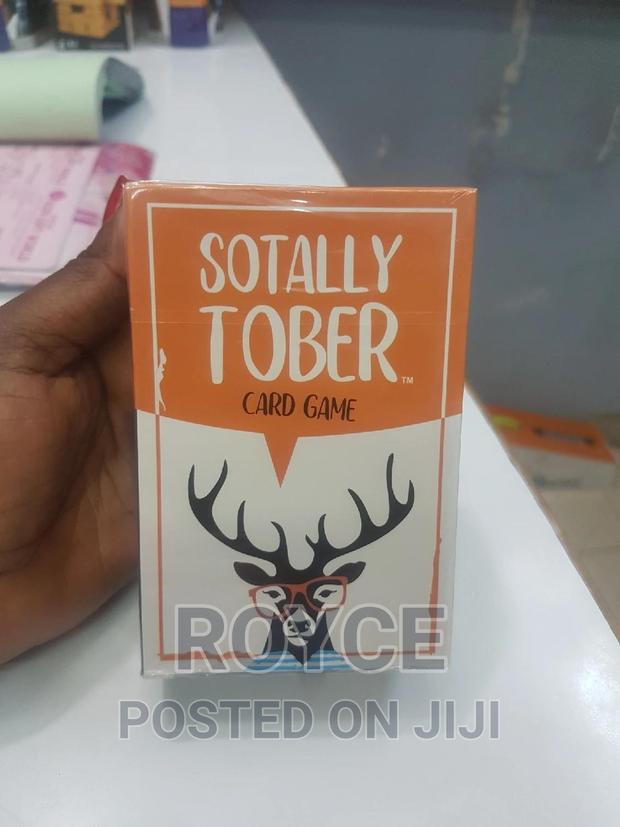 SOTALLY
TOBER™
CARD GAME
ROYCE
POSTED ON JIJI